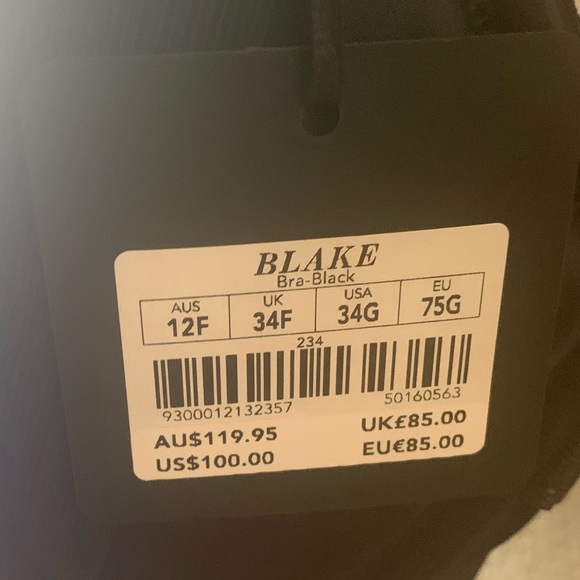 BLAKE
Bra-Black
AUS UK USA EU
12F 34F 34G 75G
234
9300012132357 50160563
AU$119.95 UK£85.00
US$100.00 EU€85.00